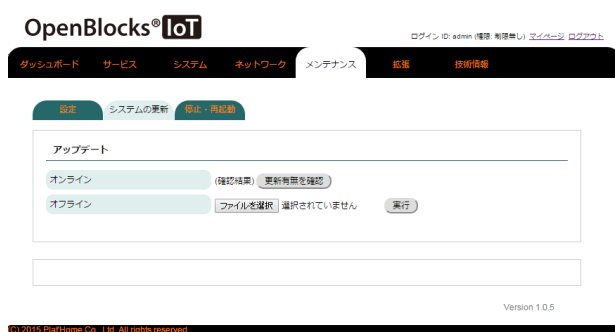 OpenBlocks® IoT
ログイン ID: admin (権限: 制限無し) マイページ ログアウト
ダッシュボード サービス システム ネットワーク メンテナンス 拡張 技術情報
設定 システムの更新 停止・再起動
アップデート
オンライン (確認結果) 更新有無を確認
オフライン ファイルを選択 選択されていません 実行
Version 1.0.5
(C) 2015 Plat'Home Co., Ltd. All rights reserved.